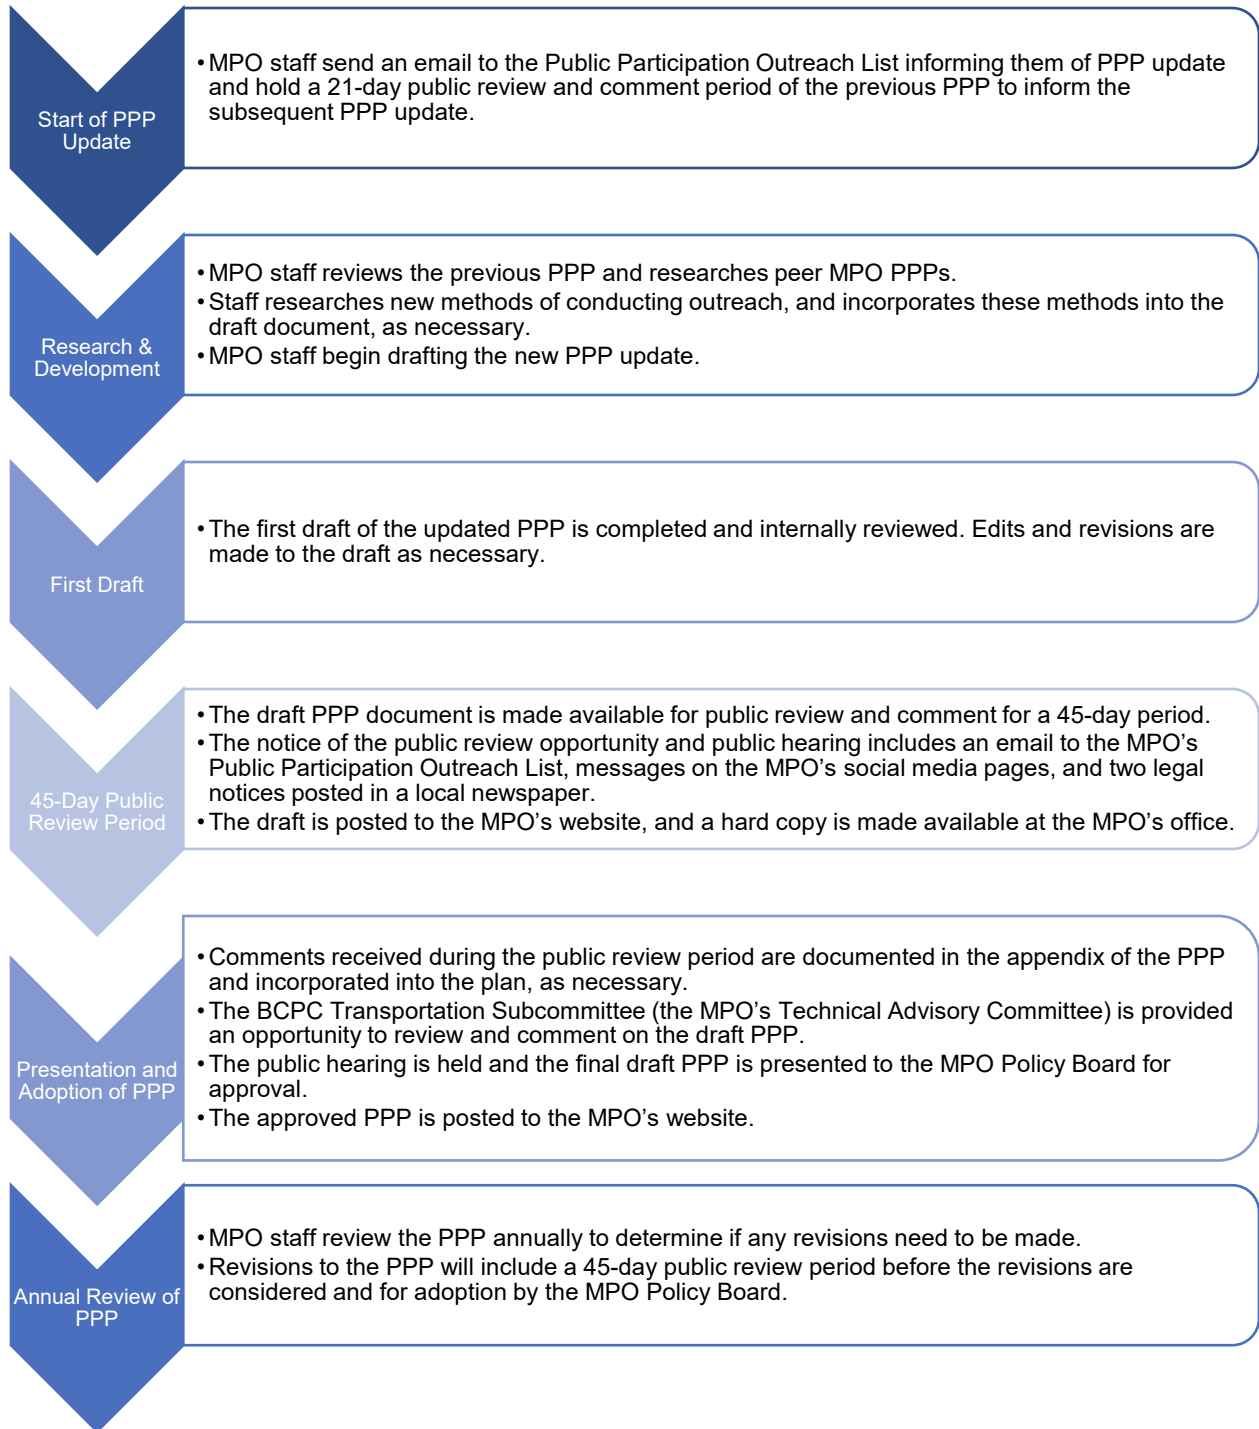 Start of PPP
Update
• MPO staff send an email to the Public Participation Outreach List informing them of PPP update
and hold a 21-day public review and comment period of the previous PPP to inform the
subsequent PPP update.
Research &
Development
• MPO staff reviews the previous PPP and researches peer MPO PPPs.
• Staff researches new methods of conducting outreach, and incorporates these methods into the
draft document, as necessary.
• MPO staff begin drafting the new PPP update.
First Draft
• The first draft of the updated PPP is completed and internally reviewed. Edits and revisions are
made to the draft as necessary.
45-Day Public
Review Period
• The draft PPP document is made available for public review and comment for a 45-day period.
• The notice of the public review opportunity and public hearing includes an email to the MPO’s
Public Participation Outreach List, messages on the MPO’s social media pages, and two legal
notices posted in a local newspaper.
• The draft is posted to the MPO’s website, and a hard copy is made available at the MPO’s office.
Presentation and
Adoption of PPP
• Comments received during the public review period are documented in the appendix of the PPP
and incorporated into the plan, as necessary.
• The BCPC Transportation Subcommittee (the MPO’s Technical Advisory Committee) is provided
an opportunity to review and comment on the draft PPP.
• The public hearing is held and the final draft PPP is presented to the MPO Policy Board for
approval.
• The approved PPP is posted to the MPO’s website.
Annual Review of
PPP
• MPO staff review the PPP annually to determine if any revisions need to be made.
• Revisions to the PPP will include a 45-day public review period before the revisions are
considered and for adoption by the MPO Policy Board.